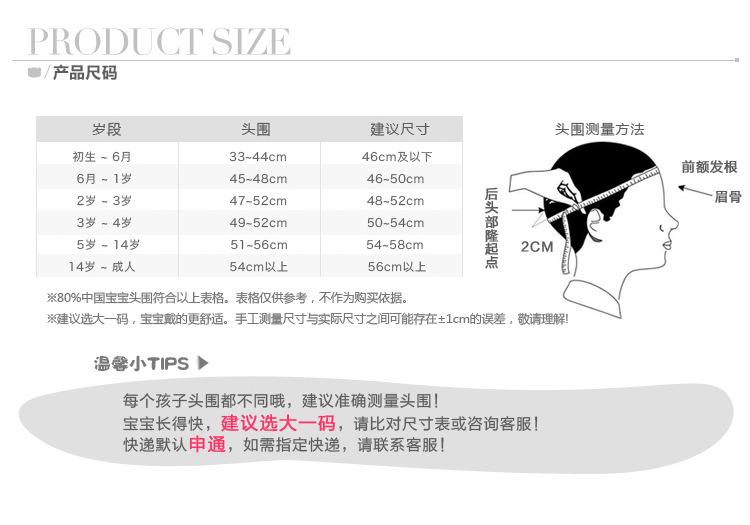 PRODUCT SIZE
/产品尺码
岁段 头围 建议尺寸
初生 ~ 6月 33~44cm 46cm及以下
6月 ~ 1岁 45~48cm 46~50cm
2岁 ~ 3岁 47~52cm 48~52cm
3岁 ~ 4岁 49~52cm 50~54cm
5岁 ~ 14岁 51~56cm 54~58cm
14岁 ~ 成人 54cm以上 56cm以上
头围测量方法
前额发根
眉骨
后头部隆起点
2CM
※80%中国宝宝头围符合以上表格。表格仅供参考，不作为购买依据。
※建议选大一码，宝宝戴的更舒适。手工测量尺寸与实际尺寸之间可能存在±1cm的误差，敬请理解!
温馨小TIPS
每个孩子头围都不同哦，建议准确测量头围！
宝宝长得快，建议选大一码，请比对尺寸表或咨询客服！
快递默认申通，如需指定快递，请联系客服！